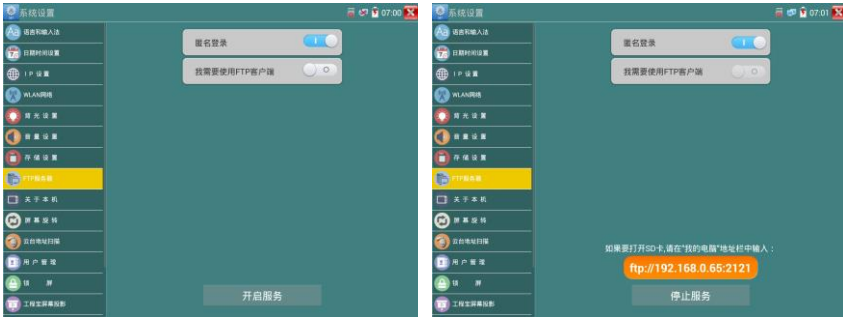 系统设置
07:00
语言和输入法
日期时间设置
IP设置
WLAN网络
背光设置
音量设置
存储设置
FTP服务器
关于本机
屏幕旋转
云台地址扫描
用户管理
锁 屏
工程宝屏幕投影
匿名登录
我需要使用FTP客户端
开启服务
系统设置
07:01
语言和输入法
日期时间设置
IP设置
WLAN网络
背光设置
音量设置
存储设置
FTP服务器
关于本机
屏幕旋转
云台地址扫描
用户管理
锁 屏
工程宝屏幕投影
匿名登录
我需要使用FTP客户端
如果要打开SD卡,请在"我的电脑"地址栏中输入：
ftp://192.168.0.65:2121
停止服务